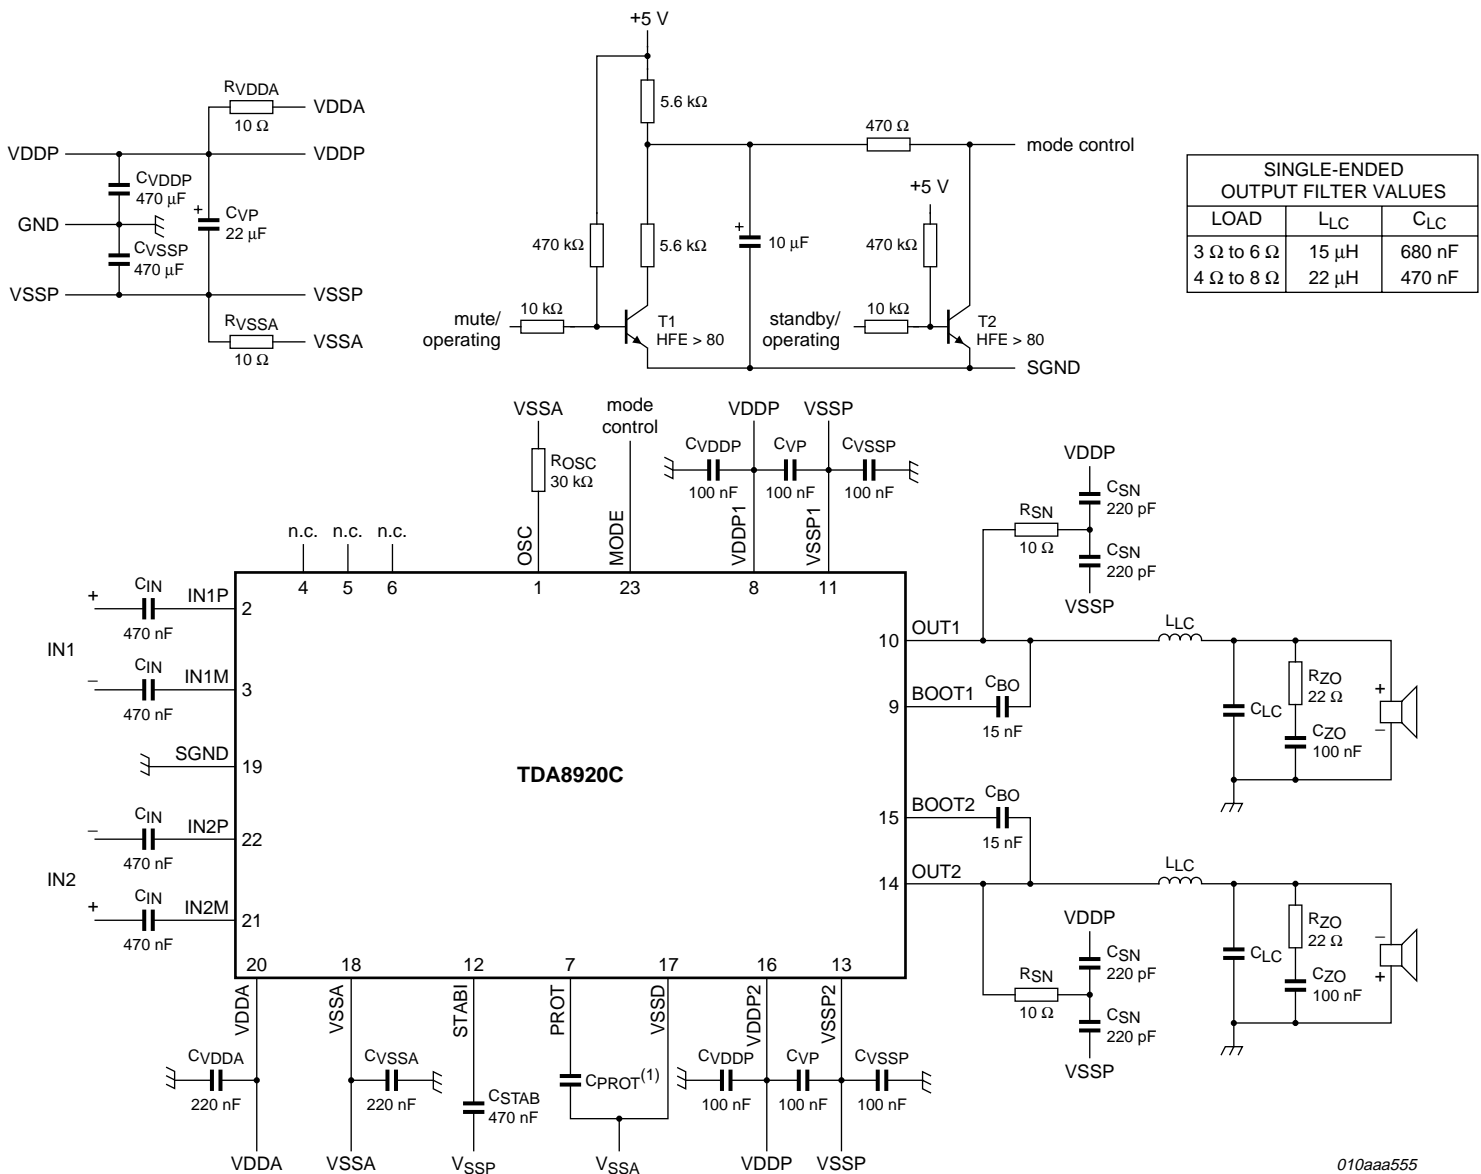 +5 V
RVDDA
10 Ω
VDDA
VDDP
VDDP
CVDDP
470 μF
GND
+
CVP
22 μF
CVSSP
470 μF
VSSP
VSSP
RVSSA
10 Ω
VSSA
5.6 kΩ
470 Ω
mode control
+5 V
470 kΩ
5.6 kΩ
+
10 μF
470 kΩ
mute/
operating
10 kΩ
T1
HFE > 80
standby/
operating
10 kΩ
T2
HFE > 80
SGND
SINGLE-ENDED
OUTPUT FILTER VALUES
LOAD LLC CLC
3 Ω to 6 Ω 15 μH 680 nF
4 Ω to 8 Ω 22 μH 470 nF
VSSA
ROSC
30 kΩ
OSC
1
mode
control
MODE
23
VDDP
VSSP
CVDDP
100 nF
CVP
100 nF
CVSSP
100 nF
VDDP1
8
VSSP1
11
n.c.
n.c.
n.c.
4
5
6
+
CIN
470 nF
IN1P
2
IN1
−
CIN
470 nF
IN1M
3
SGND
19
−
CIN
470 nF
IN2P
22
IN2
+
CIN
470 nF
IN2M
21
TDA8920C
VDDP
CSN
220 pF
RSN
10 Ω
CSN
220 pF
VSSP
10
OUT1
LLC
9
BOOT1
CBO
15 nF
CLC
RZO
22 Ω
CZO
100 nF
+
−
15
BOOT2
CBO
15 nF
14
OUT2
LLC
VDDP
CSN
220 pF
RSN
10 Ω
CSN
220 pF
VSSP
CLC
RZO
22 Ω
CZO
100 nF
−
+
20
VDDA
CVDDA
220 nF
VDDA
18
VSSA
CVSSA
220 nF
VSSA
12
STABI
CSTAB
470 nF
VSSP
7
PROT
CPROT(1)
17
VSSD
VSSA
16
VDDP2
CVDDP
100 nF
VDDP
CVP
100 nF
13
VSSP2
CVSSP
100 nF
VSSP
010aaa555